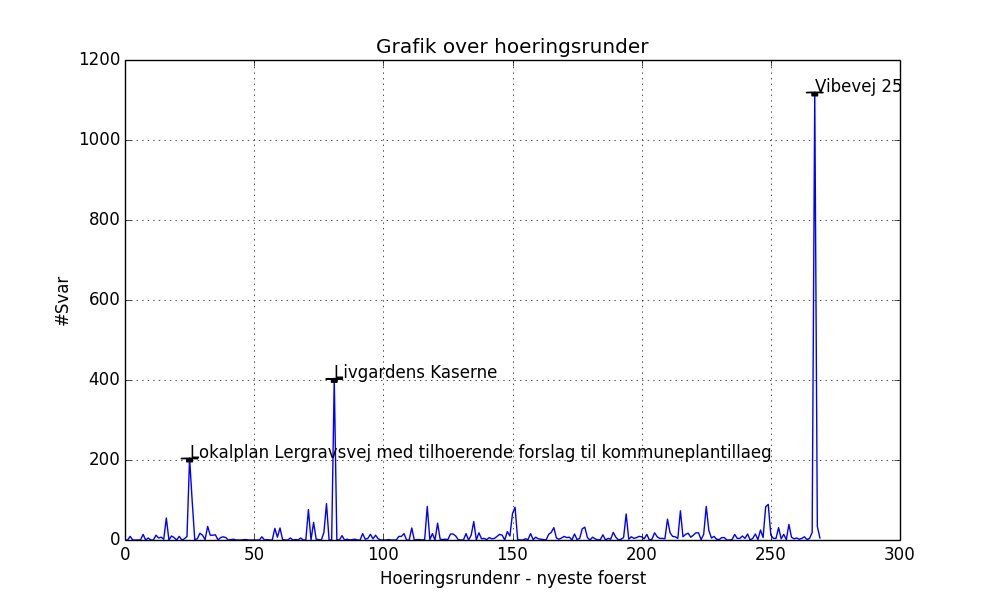 Grafik over hoeringsrunder
1200
1000
800
600
400
200
0
#Svar
Vibevej 25
Livgardens Kaserne
Lokalplan Lergravsvej med tilhoerende forslag til kommuneplantillaeg
0 50 100 150 200 250 300
Hoeringsrundenr - nyeste foerst